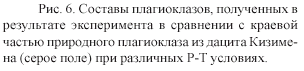 Рис. 6. Составы плагиоклазов, полученных в
результате эксперимента в сравнении с краевой
частью природного плагиоклаза из дацита Кизиме-
на (серое поле) при различных Р-Т условиях.